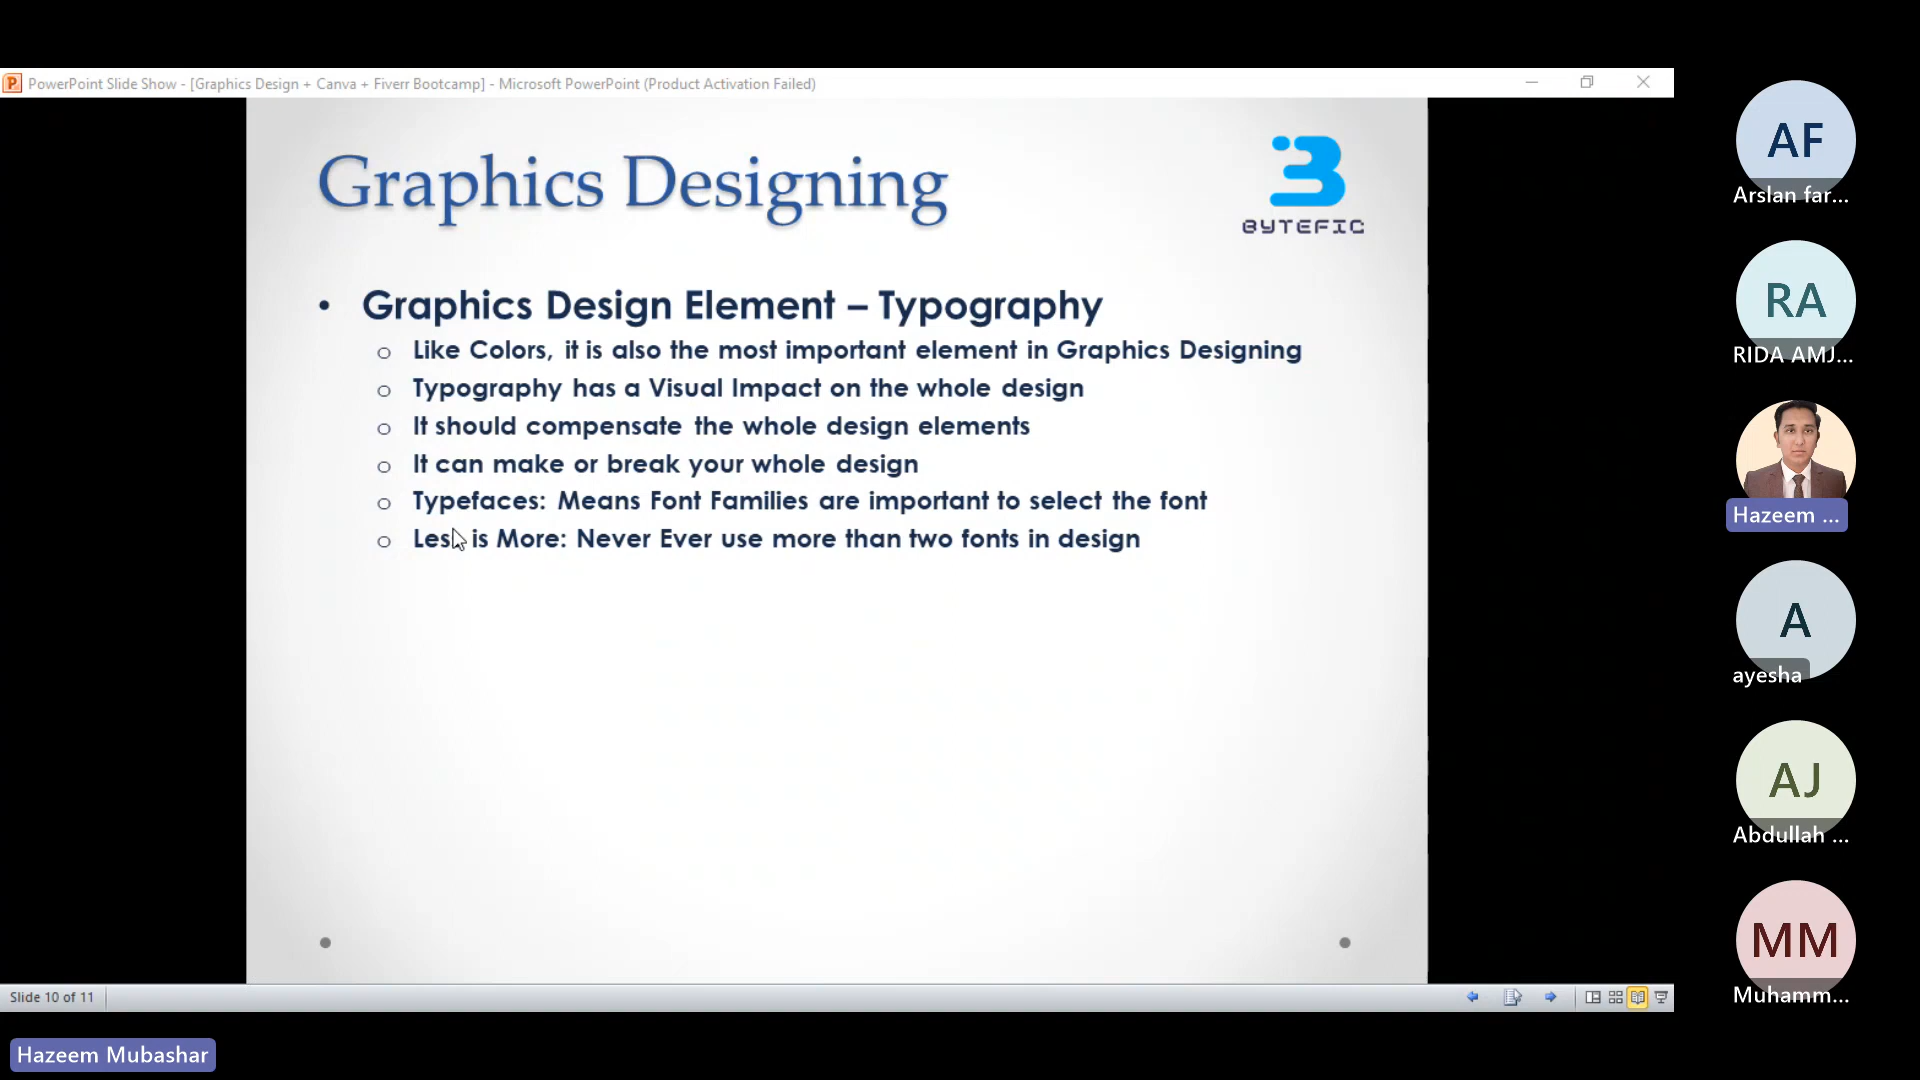 PowerPoint Slide Show - [Graphics Design + Canva + Fiverr Bootcamp] - Microsoft PowerPoint (Product Activation Failed)
Graphics Designing
BYTEFIC
• Graphics Design Element – Typography
o Like Colors, it is also the most important element in Graphics Designing
o Typography has a Visual Impact on the whole design
o It should compensate the whole design elements
o It can make or break your whole design
o Typefaces: Means Font Families are important to select the font
o Less is More: Never Ever use more than two fonts in design
Slide 10 of 11
Hazeem Mubashar
AF
Arslan far...
RA
RIDA AMJ...
Hazeem ...
A
ayesha
AJ
Abdullah ...
MM
Muhamm...